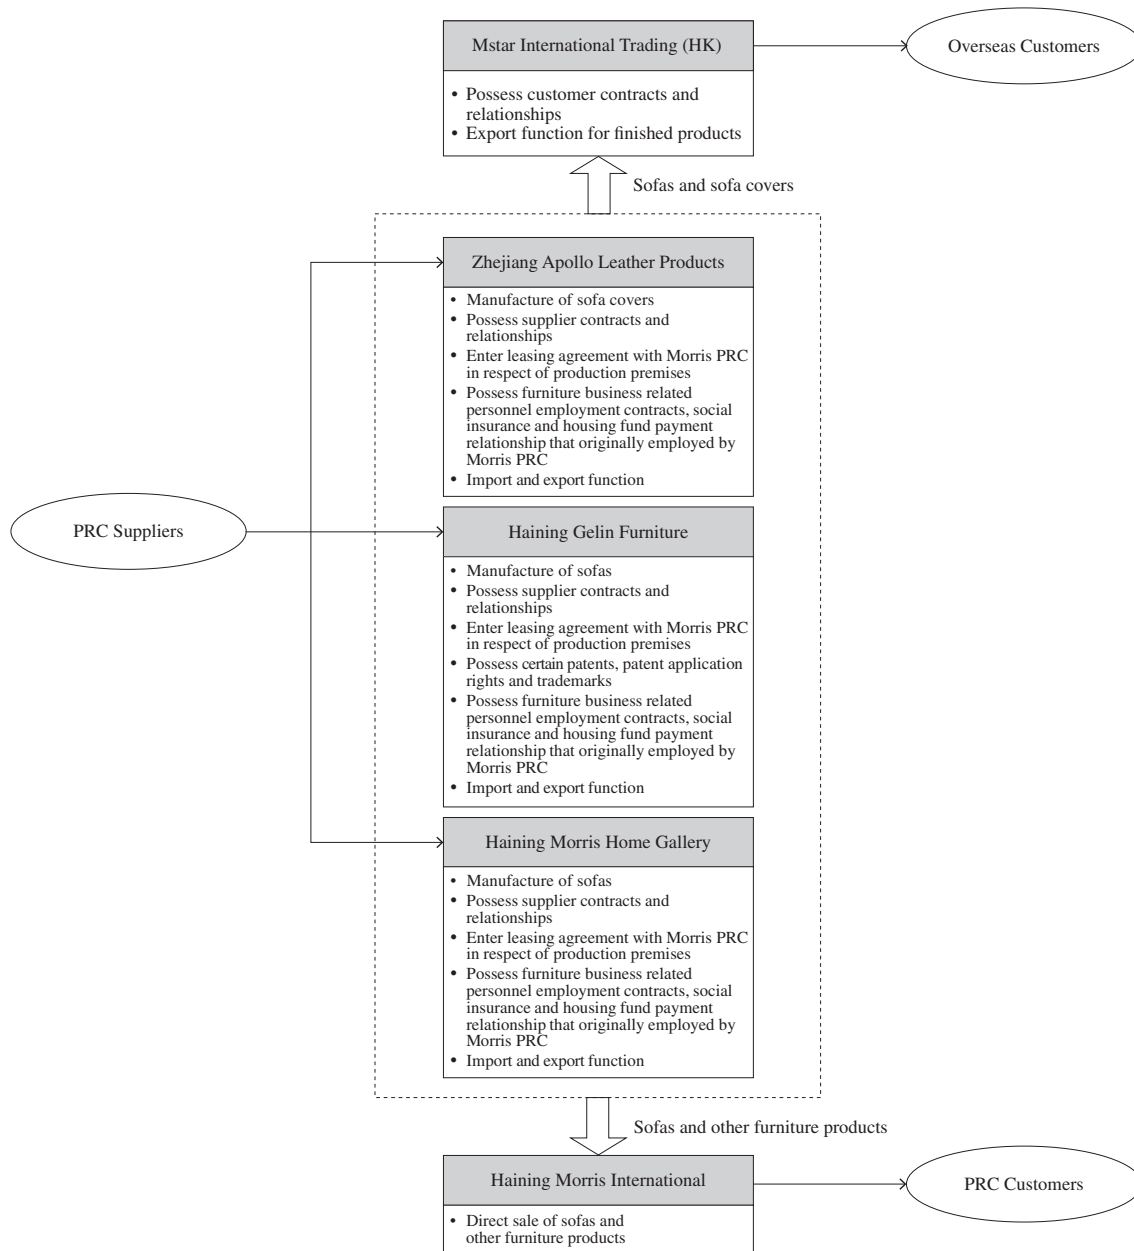 Mstar International Trading (HK)
Overseas Customers
• Possess customer contracts and
relationships
• Export function for finished products
Sofas and sofa covers
Zhejiang Apollo Leather Products
• Manufacture of sofa covers
• Possess supplier contracts and
relationships
• Enter leasing agreement with Morris PRC
in respect of production premises
• Possess furniture business related
personnel employment contracts, social
insurance and housing fund payment
relationship that originally employed by
Morris PRC
• Import and export function
PRC Suppliers
Haining Gelin Furniture
• Manufacture of sofas
• Possess supplier contracts and
relationships
• Enter leasing agreement with Morris PRC
in respect of production premises
• Possess certain patents, patent application
rights and trademarks
• Possess furniture business related
personnel employment contracts, social
insurance and housing fund payment
relationship that originally employed by
Morris PRC
• Import and export function
Haining Morris Home Gallery
• Manufacture of sofas
• Possess supplier contracts and
relationships
• Enter leasing agreement with Morris PRC
in respect of production premises
• Possess furniture business related
personnel employment contracts, social
insurance and housing fund payment
relationship that originally employed by
Morris PRC
• Import and export function
Sofas and other furniture products
Haining Morris International
PRC Customers
• Direct sale of sofas and
other furniture products